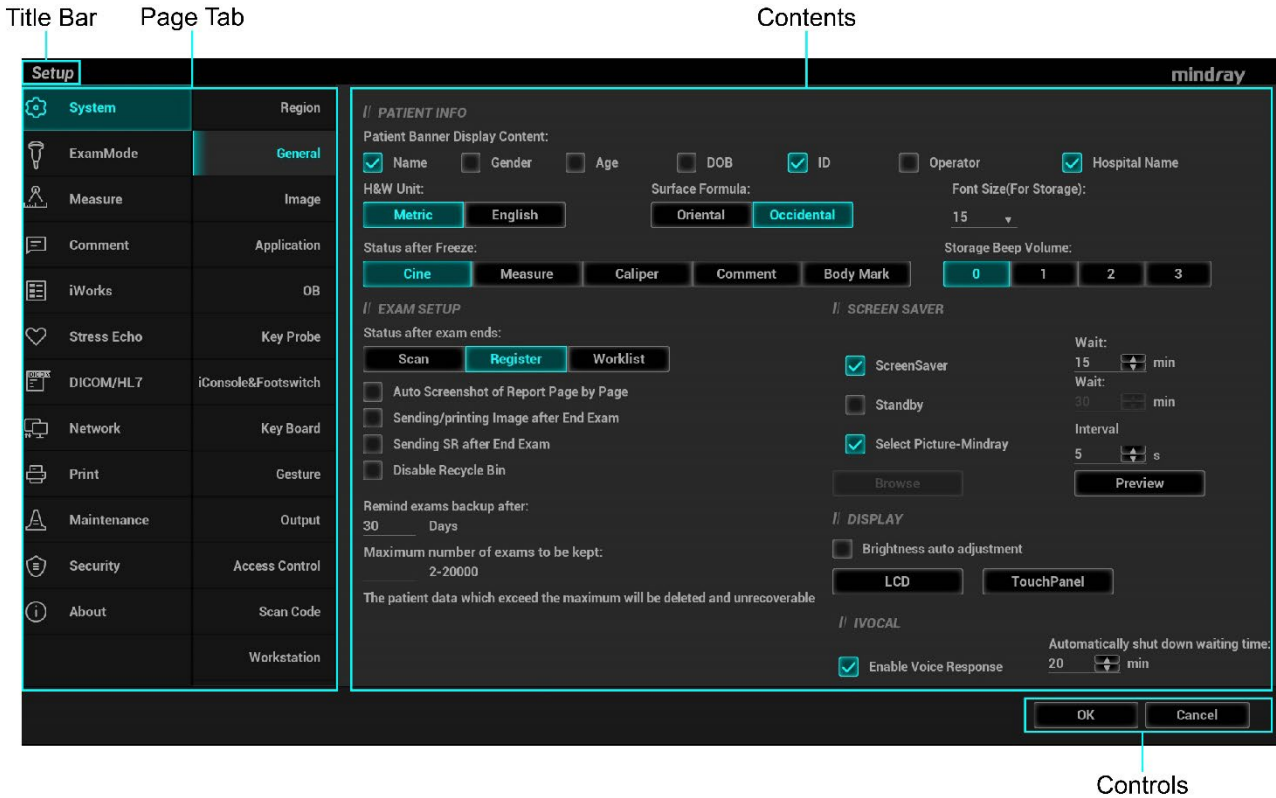 Title Bar Page Tab Contents
Setup mindray
System
ExamMode
Measure
Comment
iWorks
Stress Echo
DICOM/HL7
Network
Print
Maintenance
Security
About
Region
General
Image
Application
OB
Key Probe
iConsole&Footswitch
Key Board
Gesture
Output
Access Control
Scan Code
Workstation
// PATIENT INFO
Patient Banner Display Content:
Name Gender Age DOB ID Operator Hospital Name
H&W Unit: Surface Formula: Font Size(For Storage):
Metric English Oriental Occidental 15
Status after Freeze: Storage Beep Volume:
Cine Measure Caliper Comment Body Mark 0 1 2 3
// EXAM SETUP
Status after exam ends:
Scan Register Worklist
Auto Screenshot of Report Page by Page
Sending/printing Image after End Exam
Sending SR after End Exam
Disable Recycle Bin
Remind exams backup after:
30 Days
Maximum number of exams to be kept:
2-20000
The patient data which exceed the maximum will be deleted and unrecoverable
// SCREEN SAVER
Wait:
ScreenSaver 15 min
Wait:
Standby 30 min
Interval
Select Picture-Mindray 5 s
Browse Preview
// DISPLAY
Brightness auto adjustment
LCD TouchPanel
// IVOCAL
Automatically shut down waiting time:
Enable Voice Response 20 min
OK Cancel
Controls